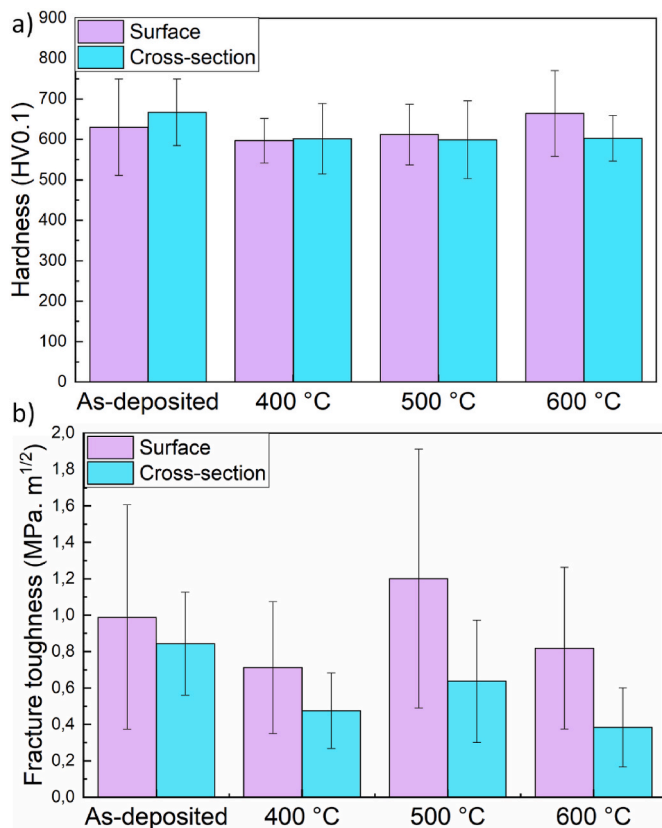 a)
900
800
700
600
500
400
300
200
100
0
Hardness (HV0.1)
Surface
Cross-section
As-deposited 400 °C 500 °C 600 °C
b)
2,0
1,8
1,6
1,4
1,2
1,0
0,8
0,6
0,4
0,2
0,0
Fracture toughness (MPa. m^{1/2})
Surface
Cross-section
As-deposited 400 °C 500 °C 600 °C